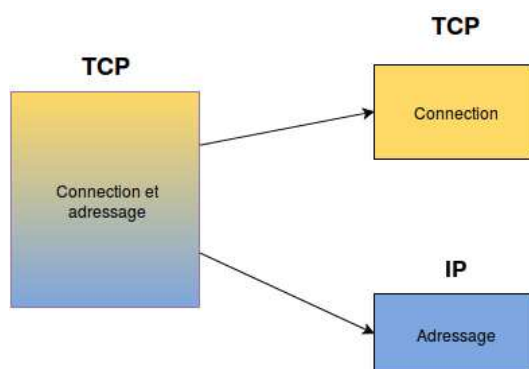 TCP
Connection et
adressage
TCP
Connection
IP
Adressage